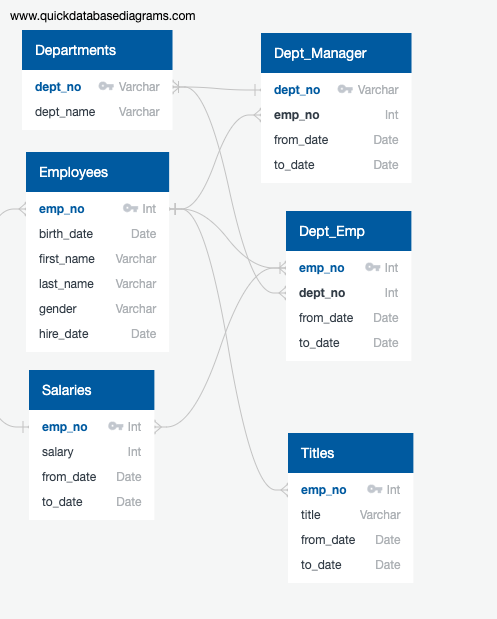 www.quickdatabasediagrams.com
Departments
dept_no Varchar
dept_name Varchar
Dept_Manager
dept_no Varchar
emp_no Int
from_date Date
to_date Date
Employees
emp_no Int
birth_date Date
first_name Varchar
last_name Varchar
gender Varchar
hire_date Date
Dept_Emp
emp_no Int
dept_no Int
from_date Date
to_date Date
Salaries
emp_no Int
salary Int
from_date Date
to_date Date
Titles
emp_no Int
title Varchar
from_date Date
to_date Date